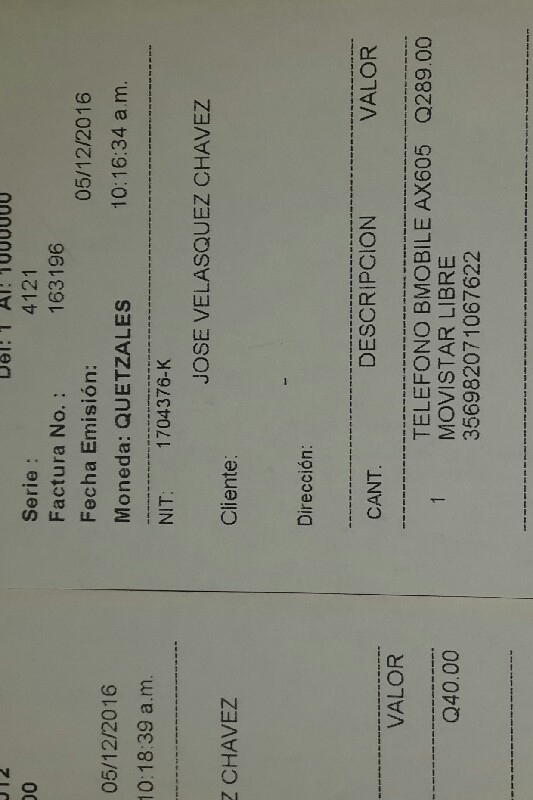 Del: 1 Al: 1000000
Serie : 4121
Factura No. : 163196
Fecha Emisión: 05/12/2016
Moneda: QUETZALES 10:16:34 a.m.
NIT: 1704376-K
Cliente: JOSE VELASQUEZ CHAVEZ
Dirección: -
CANT. DESCRIPCION VALOR
1 TELEFONO BMOBILE AX605 Q289.00
MOVISTAR LIBRE
356982071067622
05/12/2016
10:18:39 a.m.
Z CHAVEZ
VALOR
Q40.00